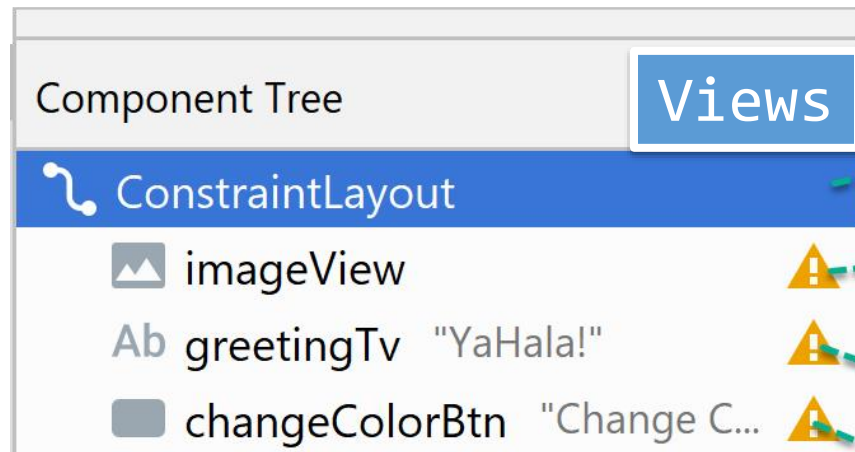 Component Tree
Views
ConstraintLayout
imageView
Ab greetingTv "YaHala!"
changeColorBtn "Change C...